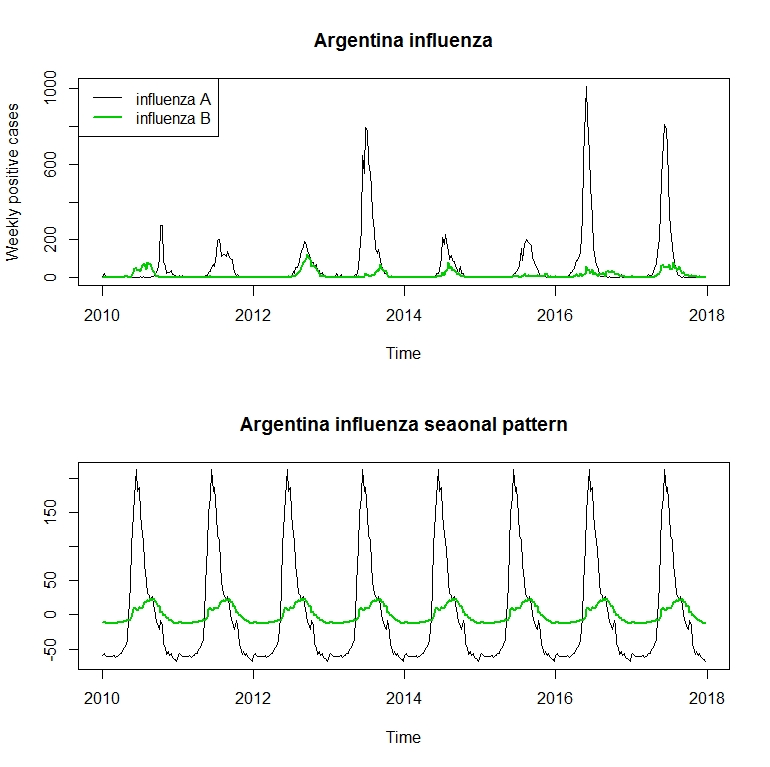 Argentina influenza
Weekly positive cases
1000
600
200
0
influenza A
influenza B
2010 2012 2014 2016 2018
Time
Argentina influenza seaonal pattern
150
50
0
-50
2010 2012 2014 2016 2018
Time